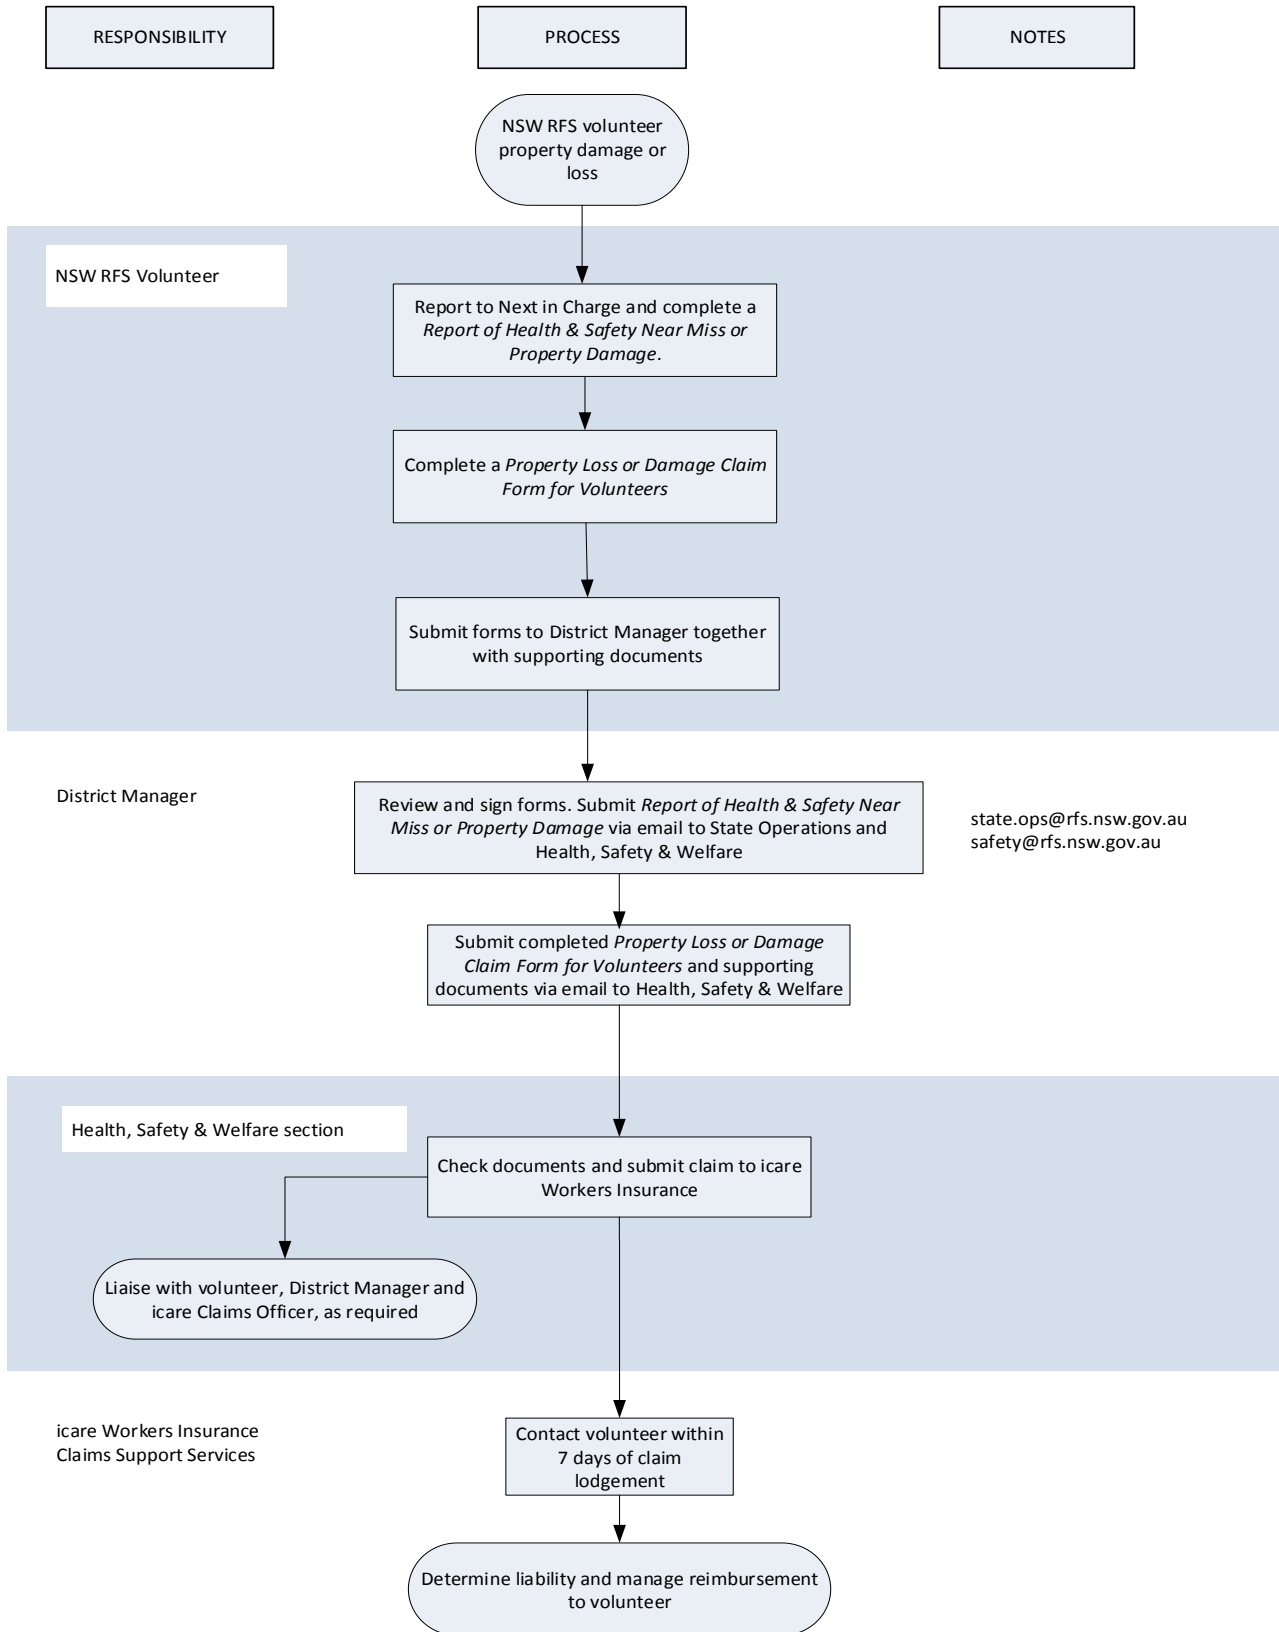 RESPONSIBILITY
PROCESS
NOTES
NSW RFS volunteer
property damage or
loss
NSW RFS Volunteer
Report to Next in Charge and complete a
Report of Health & Safety Near Miss or
Property Damage.
Complete a Property Loss or Damage Claim
Form for Volunteers
Submit forms to District Manager together
with supporting documents
District Manager
Review and sign forms. Submit Report of Health & Safety Near
Miss or Property Damage via email to State Operations and
Health, Safety & Welfare
state.ops@rfs.nsw.gov.au
safety@rfs.nsw.gov.au
Submit completed Property Loss or Damage
Claim Form for Volunteers and supporting
documents via email to Health, Safety & Welfare
Health, Safety & Welfare section
Check documents and submit claim to icare
Workers Insurance
Liaise with volunteer, District Manager and
icare Claims Officer, as required
icare Workers Insurance
Claims Support Services
Contact volunteer within
7 days of claim
lodgement
Determine liability and manage reimbursement
to volunteer